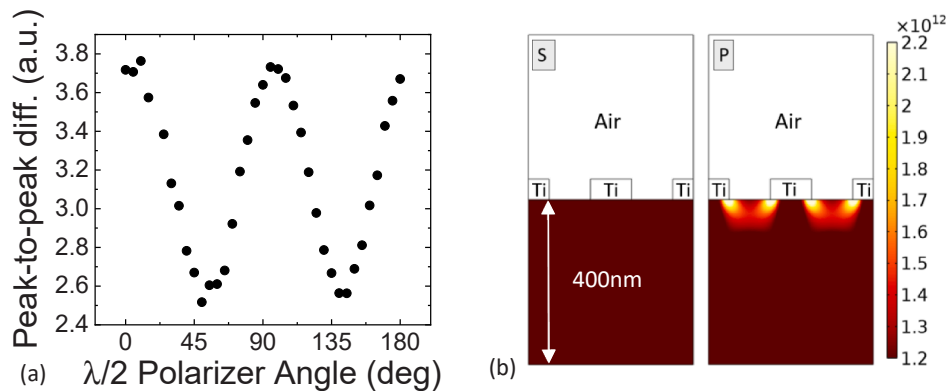 Peak-to-peak diff. (a.u.)
3.8
3.6
3.4
3.2
3.0
2.8
2.6
2.4
0 45 90 135 180
(a) λ/2 Polarizer Angle (deg)
S
Air
Ti Ti Ti
400nm
P
Air
Ti Ti Ti
(b)
×10¹²
2.2
2.1
2
1.9
1.8
1.7
1.6
1.5
1.4
1.3
1.2